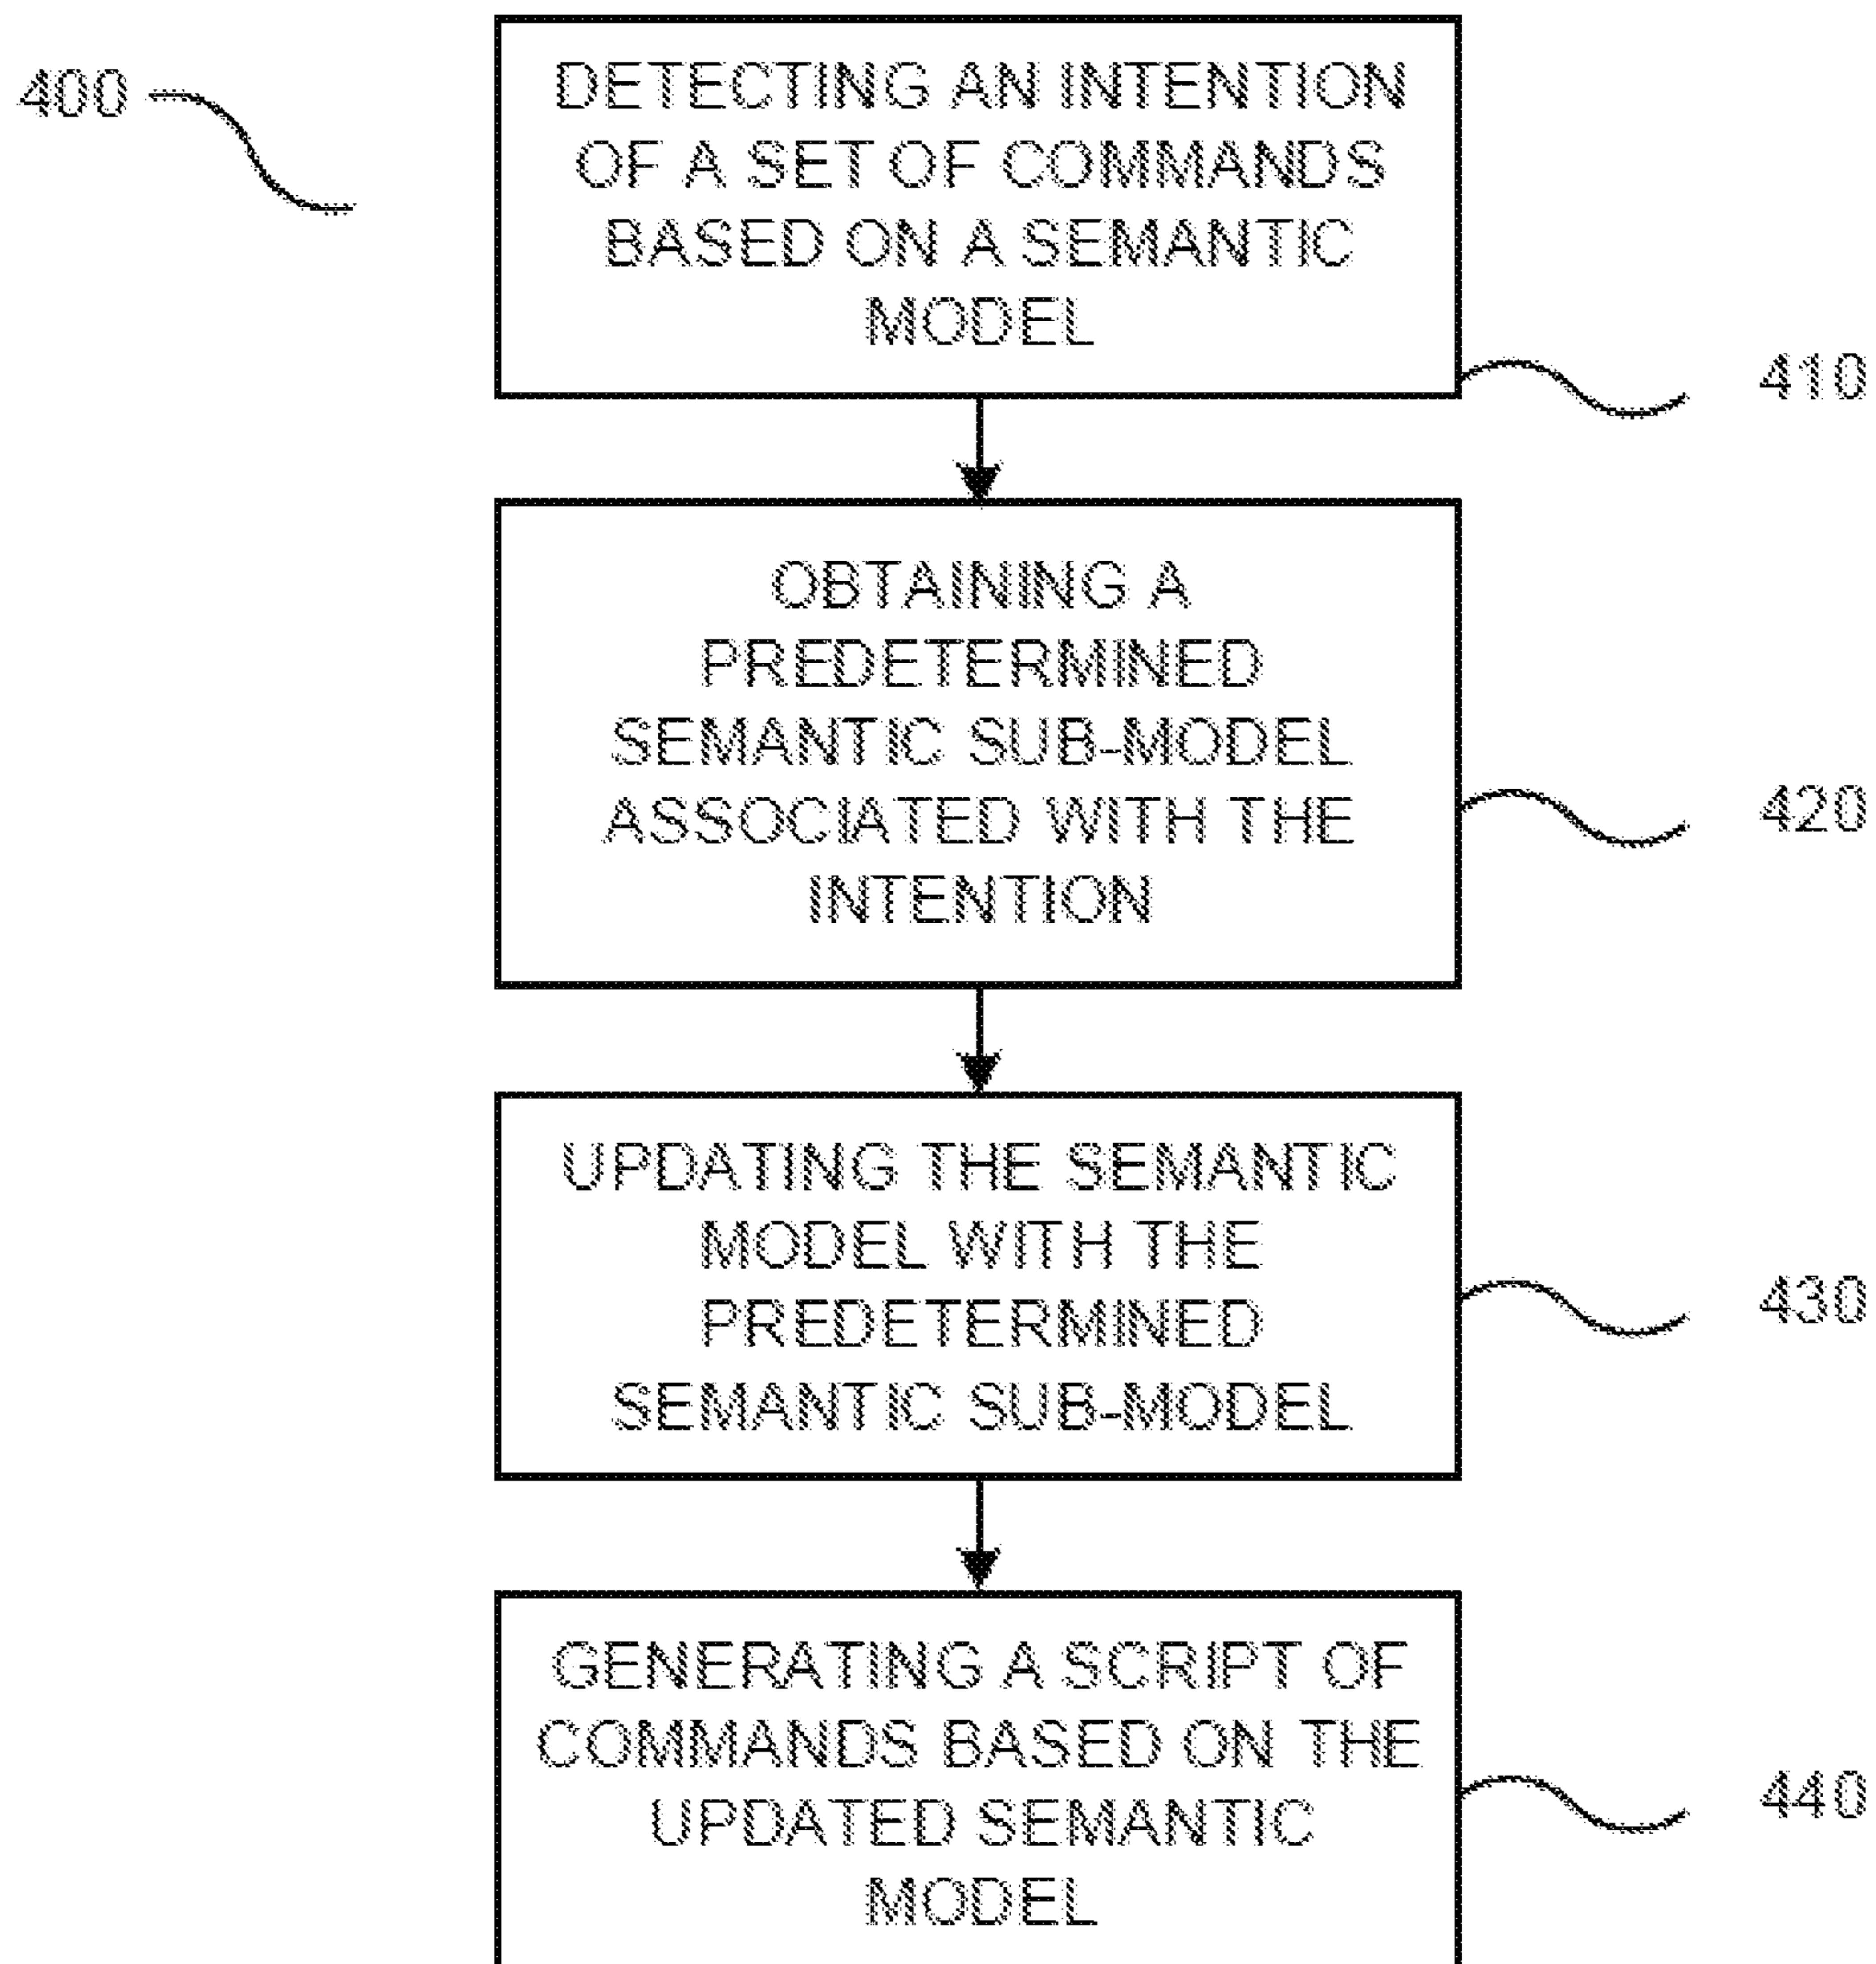 400
DETECTING AN INTENTION
OF A SET OF COMMANDS
BASED ON A SEMANTIC
MODEL
410
OBTAINING A
PREDETERMINED
SEMANTIC SUB-MODEL
ASSOCIATED WITH THE
INTENTION
420
UPDATING THE SEMANTIC
MODEL WITH THE
PREDETERMINED
SEMANTIC SUB-MODEL
430
GENERATING A SCRIPT OF
COMMANDS BASED ON THE
UPDATED SEMANTIC
MODEL
440